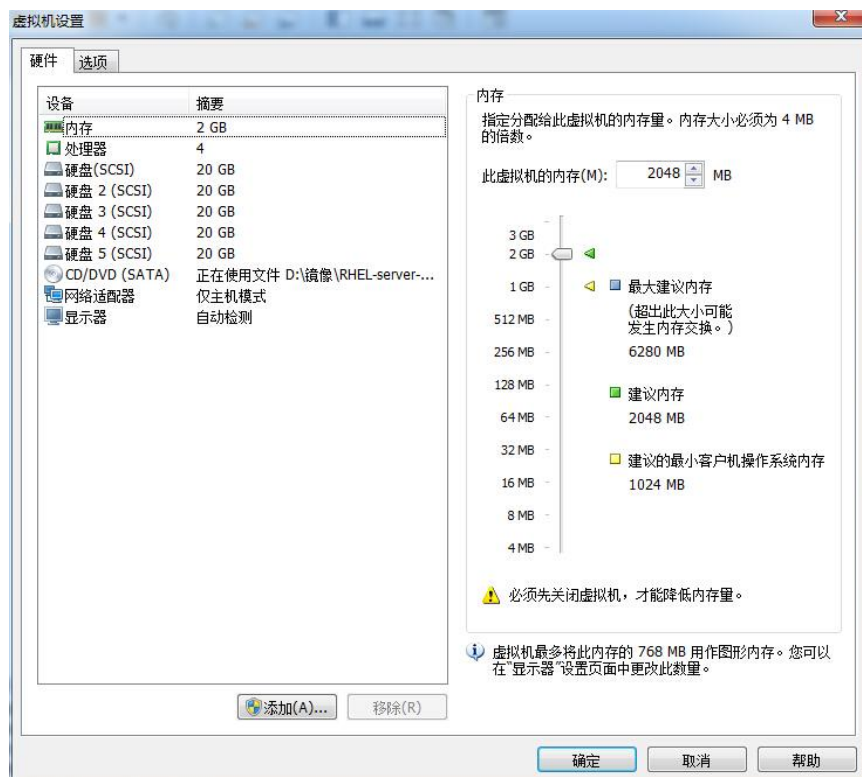 虚拟机设置
硬件 选项
设备 摘要
内存 2 GB
处理器 4
硬盘(SCSI) 20 GB
硬盘 2 (SCSI) 20 GB
硬盘 3 (SCSI) 20 GB
硬盘 4 (SCSI) 20 GB
硬盘 5 (SCSI) 20 GB
CD/DVD (SATA) 正在使用文件 D:\镜像\RHEL-server-...
网络适配器 仅主机模式
显示器 自动检测
添加(A)... 移除(R)
内存
指定分配给此虚拟机的内存量。内存大小必须为 4 MB
的倍数。
此虚拟机的内存(M): 2048 MB
3 GB
2 GB
1 GB
512 MB
256 MB
128 MB
64 MB
32 MB
16 MB
8 MB
4 MB
最大建议内存
(超出此大小可能
发生内存交换。)
6280 MB
建议内存
2048 MB
建议的最小客户机操作系统内存
1024 MB
必须先关闭虚拟机，才能降低内存量。
虚拟机最多将此内存的 768 MB 用作图形内存。您可以
在"显示器"设置页面中更改此数量。
确定 取消 帮助